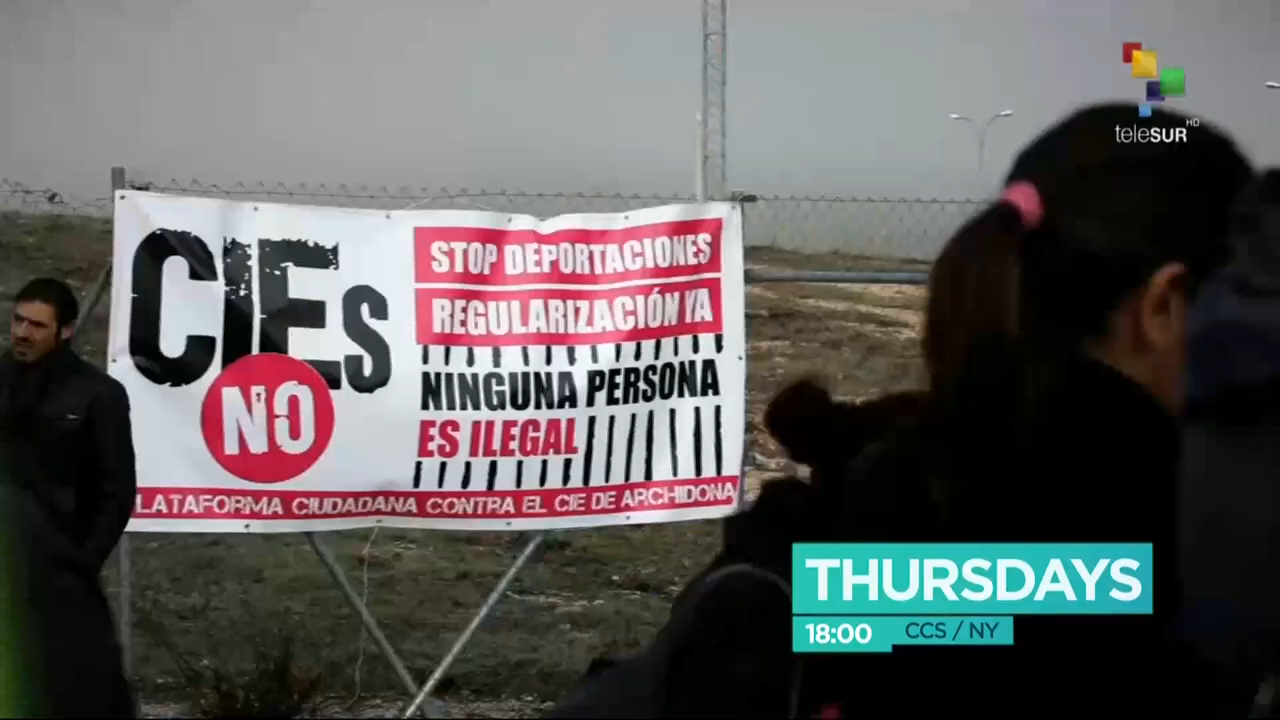 teleSUR HD
CIEs
NO
STOP DEPORTACIONES
REGULARIZACIÓN YA
NINGUNA PERSONA
ES ILEGAL
LATAFORMA CIUDADANA CONTRA EL CIE DE ARCHIDONA
THURSDAYS
18:00 CCS / NY